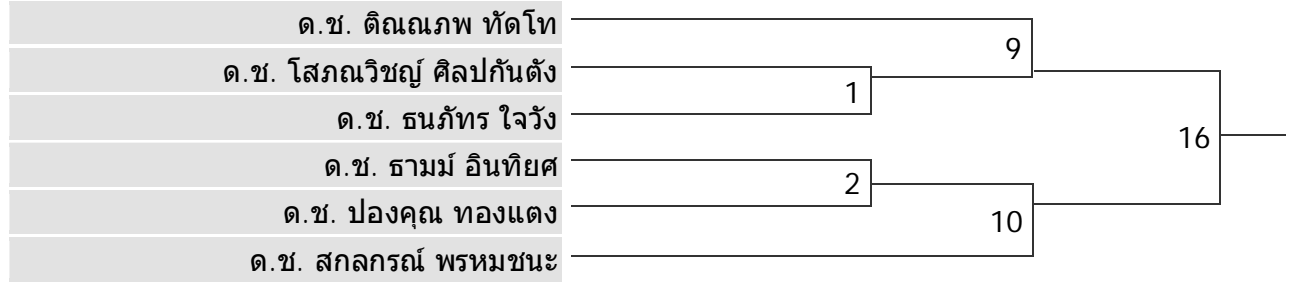 ด.ช. ติณณภพ ทัดโท
9
ด.ช. โสภณวิชญ์ ศิลปกันตัง
1
ด.ช. ธนภัทร ใจวัง
16
ด.ช. ธามม์ อินทิยศ
2
ด.ช. ปองคุณ ทองแตง
10
ด.ช. สกลกรณ์ พรหมชนะ